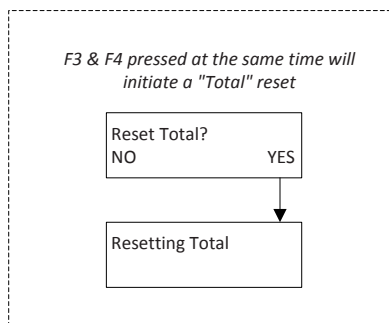 F3 & F4 pressed at the same time will
initiate a "Total" reset
Reset Total?
NO YES
Resetting Total